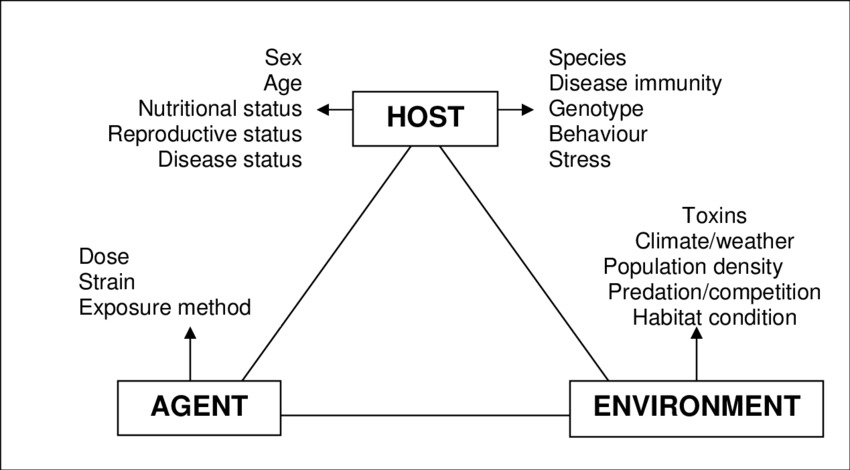 Sex
Age
Nutritional status
Reproductive status
Disease status
HOST
Species
Disease immunity
Genotype
Behaviour
Stress
Toxins
Climate/weather
Population density
Predation/competition
Habitat condition
Dose
Strain
Exposure method
AGENT
ENVIRONMENT